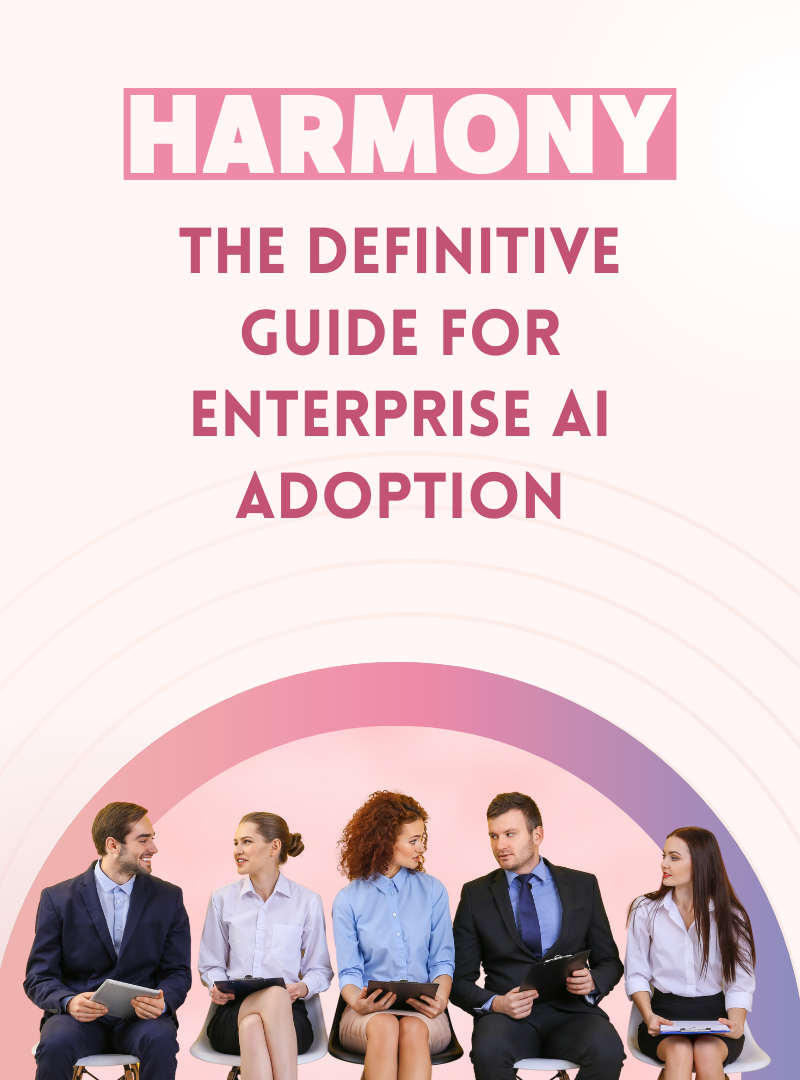 HARMONY
THE DEFINITIVE
GUIDE FOR
ENTERPRISE AI
ADOPTION